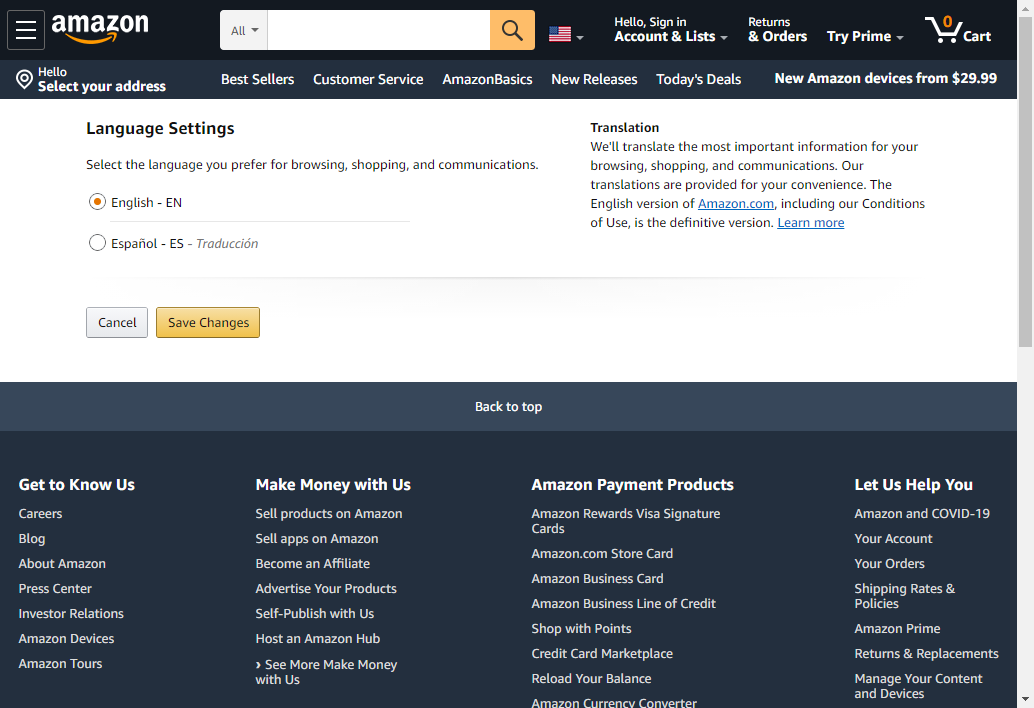 amazon
All
Hello, Sign in
Account & Lists
Returns
& Orders
Try Prime
0
Cart
Hello
Select your address
Best Sellers
Customer Service
AmazonBasics
New Releases
Today's Deals
New Amazon devices from $29.99
Language Settings
Select the language you prefer for browsing, shopping, and communications.
English - EN
Español - ES - Traducción
Translation
We'll translate the most important information for your
browsing, shopping, and communications. Our
translations are provided for your convenience. The
English version of Amazon.com, including our Conditions
of Use, is the definitive version. Learn more
Cancel
Save Changes
Back to top
Get to Know Us
Careers
Blog
About Amazon
Press Center
Investor Relations
Amazon Devices
Amazon Tours
Make Money with Us
Sell products on Amazon
Sell apps on Amazon
Become an Affiliate
Advertise Your Products
Self-Publish with Us
Host an Amazon Hub
› See More Make Money
with Us
Amazon Payment Products
Amazon Rewards Visa Signature
Cards
Amazon.com Store Card
Amazon Business Card
Amazon Business Line of Credit
Shop with Points
Credit Card Marketplace
Reload Your Balance
Amazon Currency Converter
Let Us Help You
Amazon and COVID-19
Your Account
Your Orders
Shipping Rates &
Policies
Amazon Prime
Returns & Replacements
Manage Your Content
and Devices